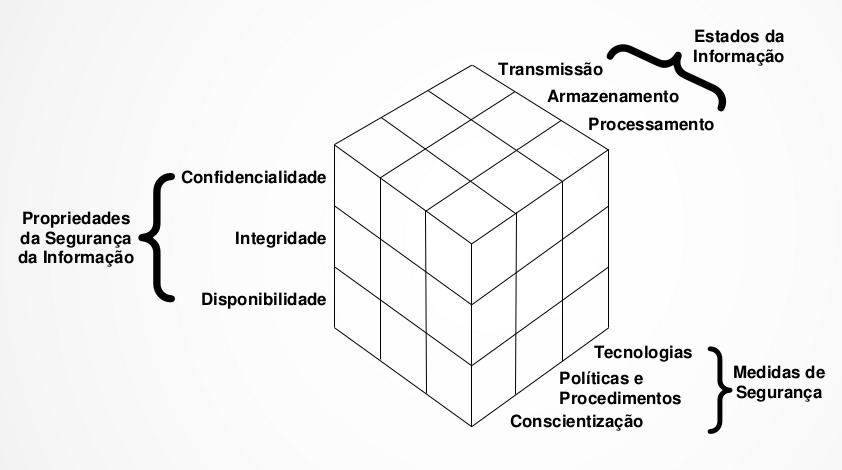 Estados da
Informação
Transmissão
Armazenamento
Processamento
Confidencialidade
Propriedades
da Segurança
da Informação
Integridade
Disponibilidade
Tecnologias
Políticas e
Procedimentos
Conscientização
Medidas de
Segurança